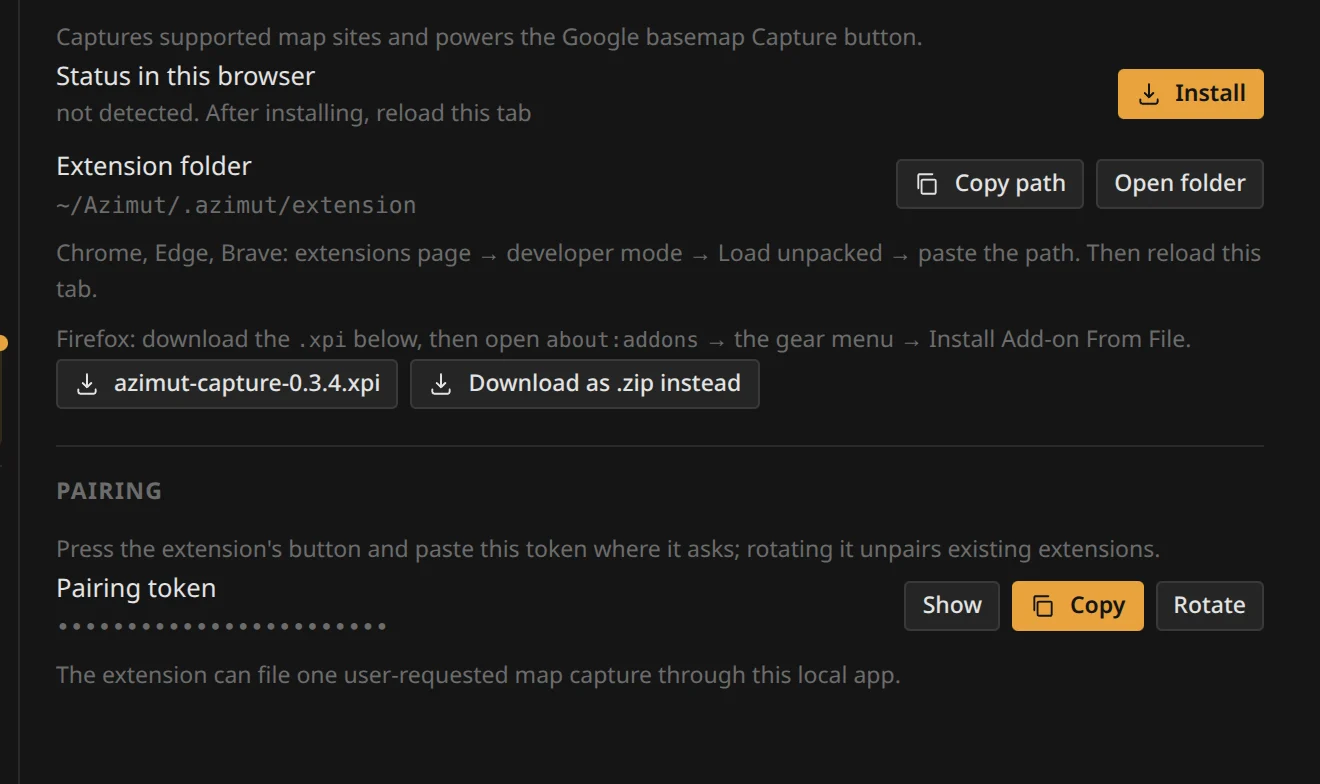 Captures supported map sites and powers the Google basemap Capture button.
Status in this browser
not detected. After installing, reload this tab
Install
Extension folder
~/Azimut/.azimut/extension
Copy path
Open folder
Chrome, Edge, Brave: extensions page → developer mode → Load unpacked → paste the path. Then reload this
tab.
Firefox: download the .xpi below, then open about:addons → the gear menu → Install Add-on From File.
azimut-capture-0.3.4.xpi
Download as .zip instead
PAIRING
Press the extension's button and paste this token where it asks; rotating it unpairs existing extensions.
Pairing token
••••••••••••••••••••••••
Show
Copy
Rotate
The extension can file one user-requested map capture through this local app.